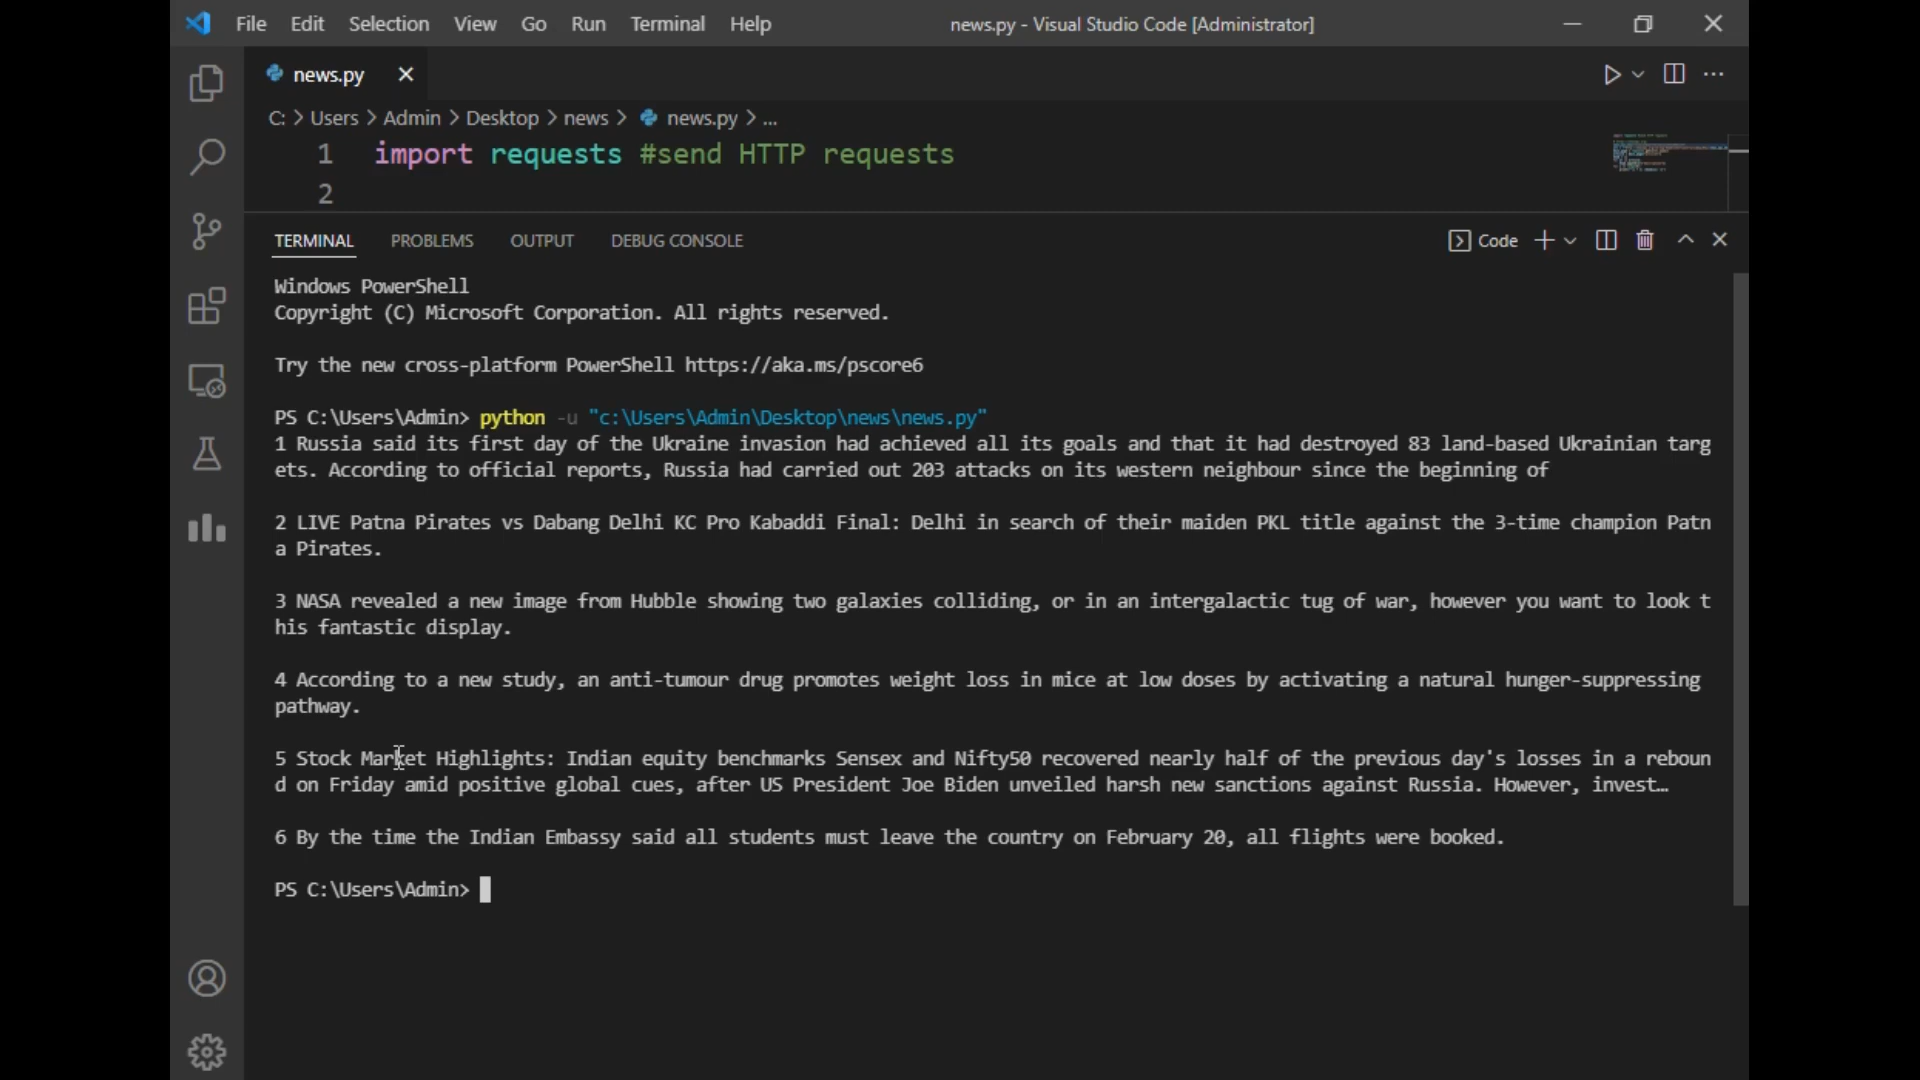 File Edit Selection View Go Run Terminal Help news.py - Visual Studio Code [Administrator]
news.py
C: > Users > Admin > Desktop > news > news.py > ...
1 import requests #send HTTP requests
2
TERMINAL PROBLEMS OUTPUT DEBUG CONSOLE Code
Windows PowerShell
Copyright (C) Microsoft Corporation. All rights reserved.
Try the new cross-platform PowerShell https://aka.ms/pscore6
PS C:\Users\Admin> python -u "c:\Users\Admin\Desktop\news\news.py"
1 Russia said its first day of the Ukraine invasion had achieved all its goals and that it had destroyed 83 land-based Ukrainian targ
ets. According to official reports, Russia had carried out 203 attacks on its western neighbour since the beginning of
2 LIVE Patna Pirates vs Dabang Delhi KC Pro Kabaddi Final: Delhi in search of their maiden PKL title against the 3-time champion Patn
a Pirates.
3 NASA revealed a new image from Hubble showing two galaxies colliding, or in an intergalactic tug of war, however you want to look t
his fantastic display.
4 According to a new study, an anti-tumour drug promotes weight loss in mice at low doses by activating a natural hunger-suppressing
pathway.
5 Stock Market Highlights: Indian equity benchmarks Sensex and Nifty50 recovered nearly half of the previous day's losses in a reboun
d on Friday amid positive global cues, after US President Joe Biden unveiled harsh new sanctions against Russia. However, invest…
6 By the time the Indian Embassy said all students must leave the country on February 20, all flights were booked.
PS C:\Users\Admin>